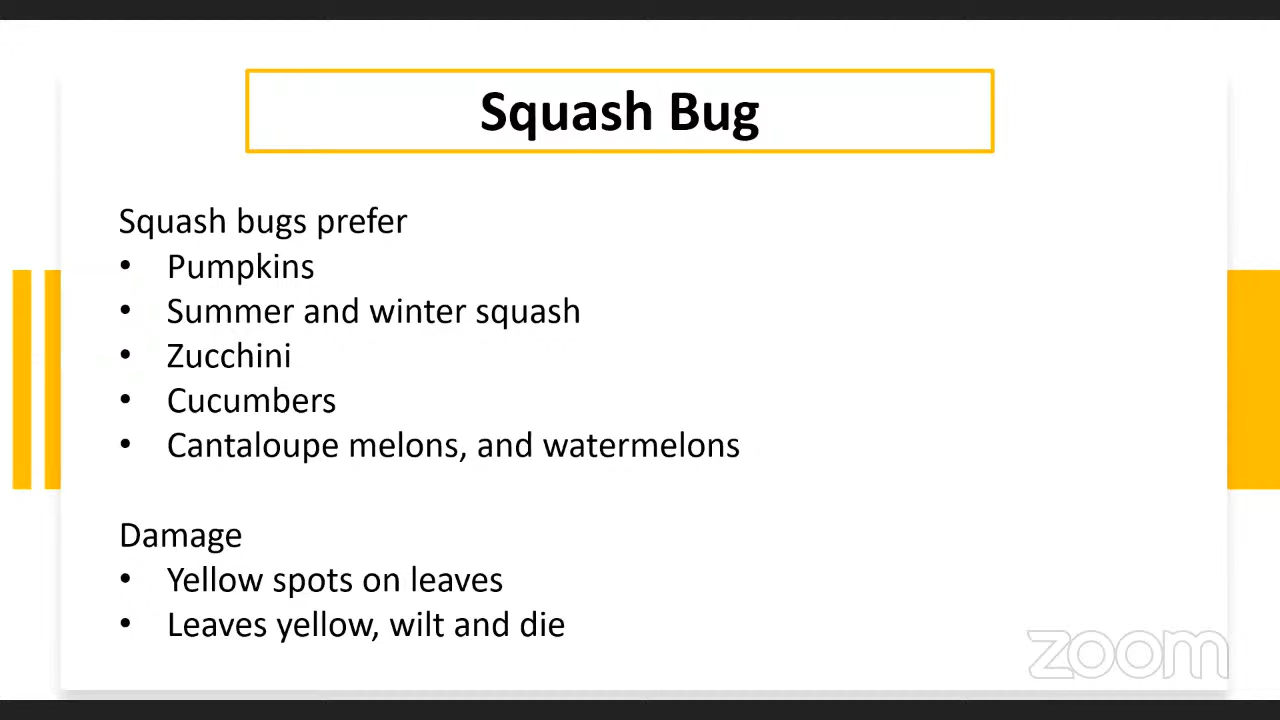 Squash Bug
Squash bugs prefer
• Pumpkins
• Summer and winter squash
• Zucchini
• Cucumbers
• Cantaloupe melons, and watermelons
Damage
• Yellow spots on leaves
• Leaves yellow, wilt and die
zoom